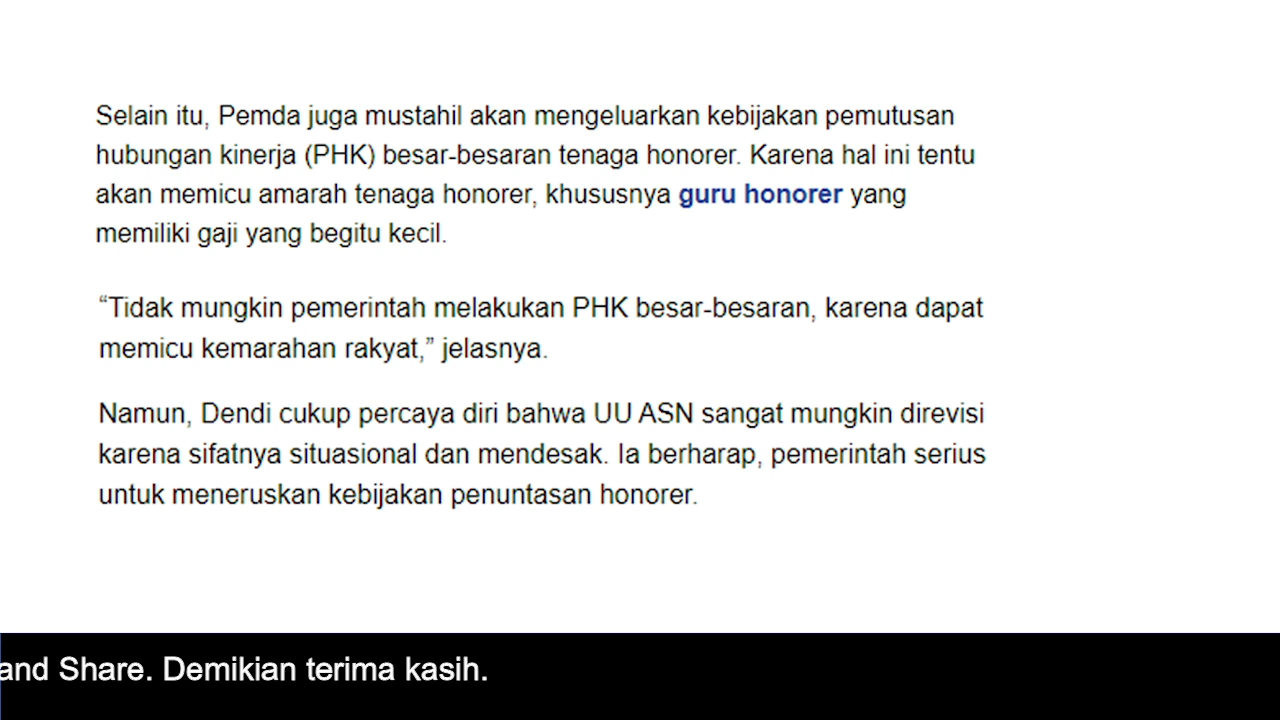 Selain itu, Pemda juga mustahil akan mengeluarkan kebijakan pemutusan
hubungan kinerja (PHK) besar-besaran tenaga honorer. Karena hal ini tentu
akan memicu amarah tenaga honorer, khususnya guru honorer yang
memiliki gaji yang begitu kecil.
“Tidak mungkin pemerintah melakukan PHK besar-besaran, karena dapat
memicu kemarahan rakyat,” jelasnya.
Namun, Dendi cukup percaya diri bahwa UU ASN sangat mungkin direvisi
karena sifatnya situasional dan mendesak. Ia berharap, pemerintah serius
untuk meneruskan kebijakan penuntasan honorer.
and Share. Demikian terima kasih.